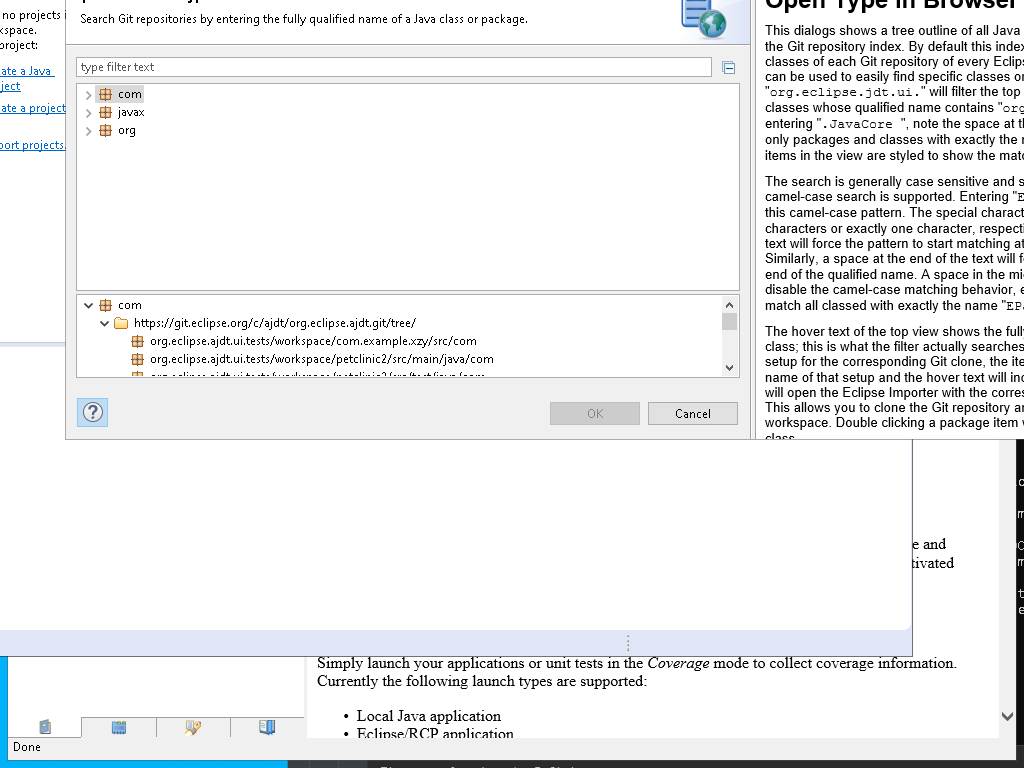 no projects i
kspace.
project:
ate a Java
ject
ate a project
port projects.
Search Git repositories by entering the fully qualified name of a Java class or package.
type filter text
com
javax
org
com
https://git.eclipse.org/c/ajdt/org.eclipse.ajdt.git/tree/
org.eclipse.ajdt.ui.tests/workspace/com.example.xzy/src/com
org.eclipse.ajdt.ui.tests/workspace/petclinic2/src/main/java/com
?
OK
Cancel
Open Type in Browser
This dialogs shows a tree outline of all Java
the Git repository index. By default this index
classes of each Git repository of every Eclips
can be used to easily find specific classes or
"org.eclipse.jdt.ui." will filter the top
classes whose qualified name contains "org
entering ".JavaCore ", note the space at th
only packages and classes with exactly the n
items in the view are styled to show the matc
The search is generally case sensitive and s
camel-case search is supported. Entering "E
this camel-case pattern. The special charact
characters or exactly one character, respecti
text will force the pattern to start matching at
Similarly, a space at the end of the text will f
end of the qualified name. A space in the mi
disable the camel-case matching behavior, e
match all classed with exactly the name "EPa
The hover text of the top view shows the fully
class; this is what the filter actually searches
setup for the corresponding Git clone, the ite
name of that setup and the hover text will inc
will open the Eclipse Importer with the corres
This allows you to clone the Git repository an
workspace. Double clicking a package item w
class.
e and
tivated
Simply launch your applications or unit tests in the Coverage mode to collect coverage information.
Currently the following launch types are supported:
• Local Java application
• Eclipse/RCP application
Done